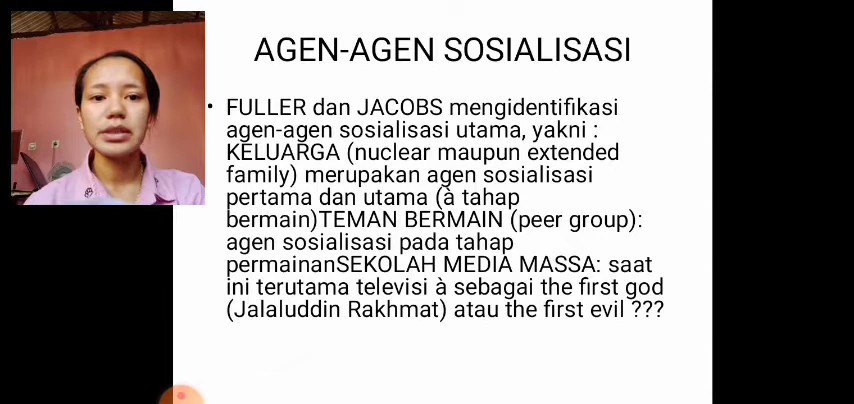 AGEN-AGEN SOSIALISASI
• FULLER dan JACOBS mengidentifikasi
agen-agen sosialisasi utama, yakni :
KELUARGA (nuclear maupun extended
family) merupakan agen sosialisasi
pertama dan utama (à tahap
bermain)TEMAN BERMAIN (peer group):
agen sosialisasi pada tahap
permainanSEKOLAH MEDIA MASSA: saat
ini terutama televisi à sebagai the first god
(Jalaluddin Rakhmat) atau the first evil ???